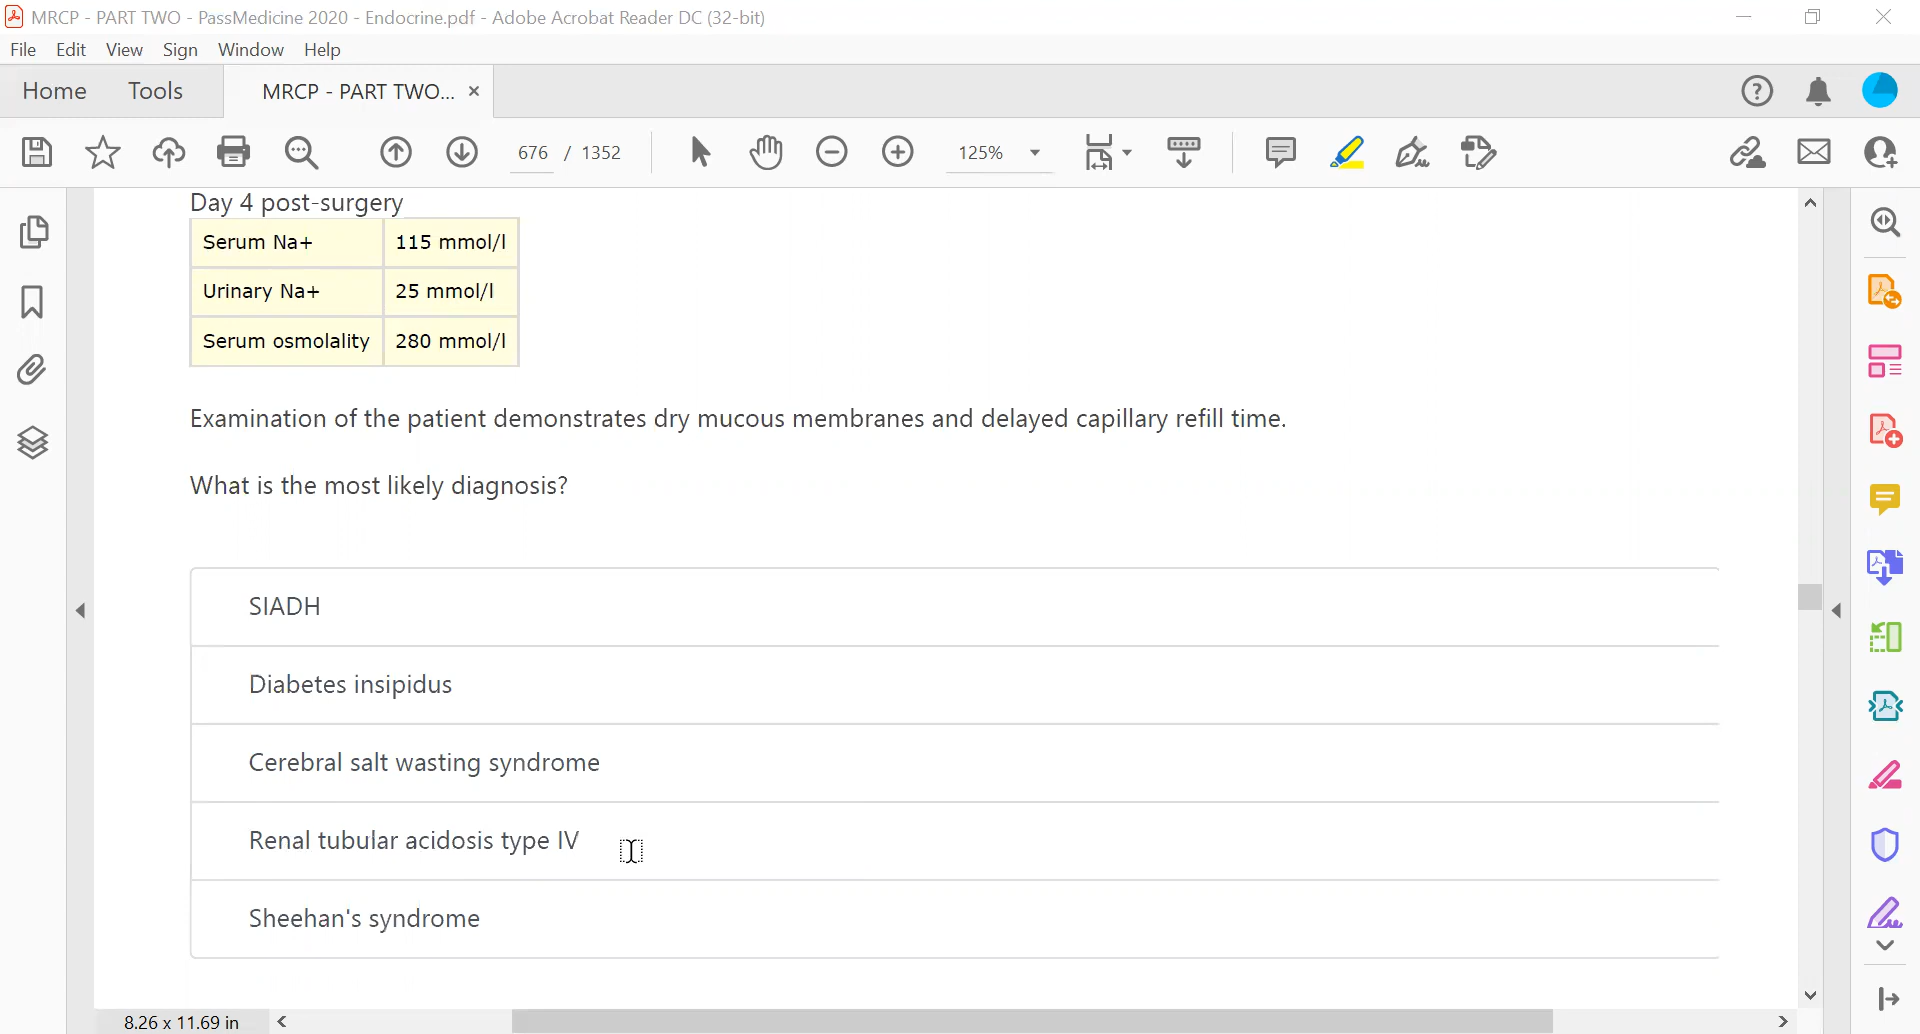 MRCP - PART TWO - PassMedicine 2020 - Endocrine.pdf - Adobe Acrobat Reader DC (32-bit)
File Edit View Sign Window Help
Home Tools MRCP - PART TWO... ×
676 / 1352 125%
Day 4 post-surgery
Serum Na+ 115 mmol/l
Urinary Na+ 25 mmol/l
Serum osmolality 280 mmol/l
Examination of the patient demonstrates dry mucous membranes and delayed capillary refill time.
What is the most likely diagnosis?
SIADH
Diabetes insipidus
Cerebral salt wasting syndrome
Renal tubular acidosis type IV
Sheehan's syndrome
8.26 x 11.69 in